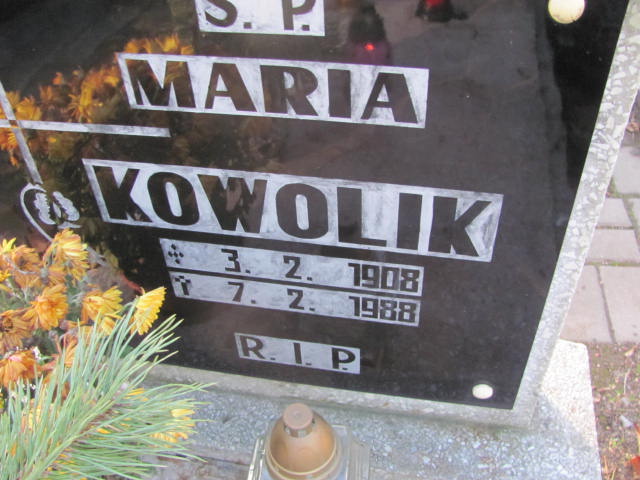 S. P.
MARIA
KOWOLIK
3. 2. 1908
† 7. 2. 1988
R. I. P.